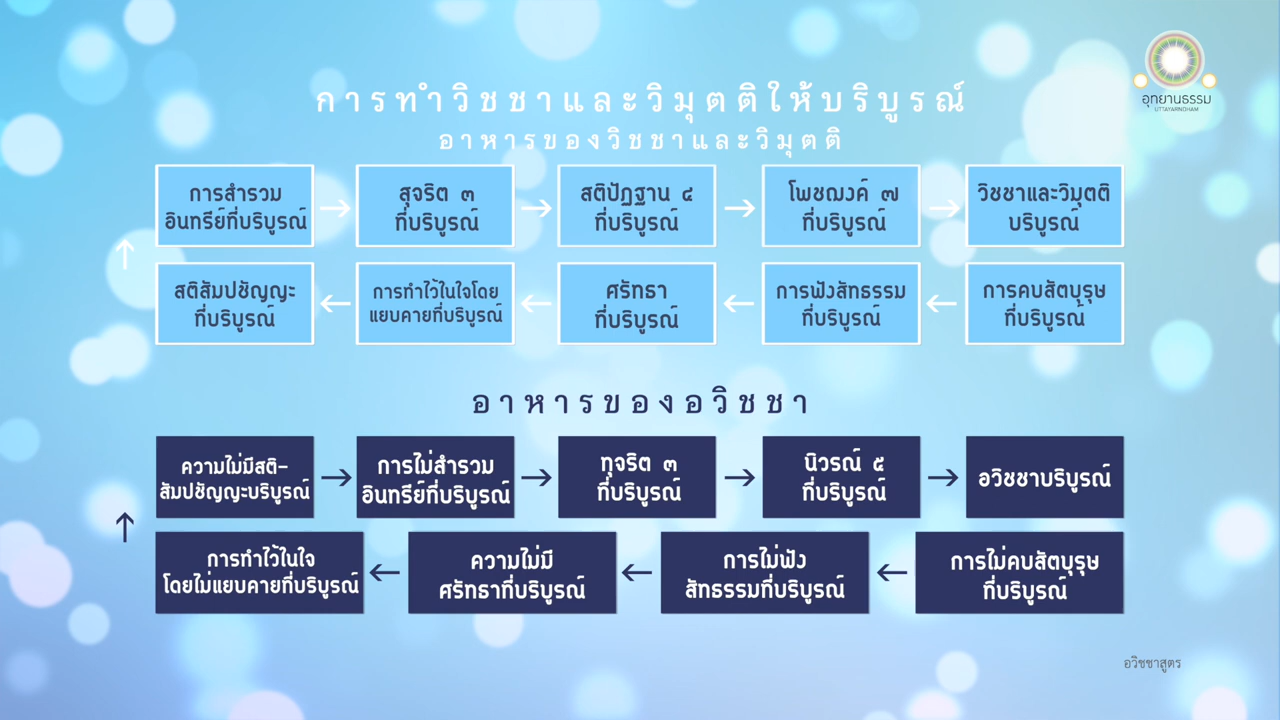 การทำวิชชาและวิมุตติให้บริบูรณ์
อาหารของวิชชาและวิมุตติ
อุทยานธรรม
UTTAYARNDHAM
การสำรวม
อินทรีย์ที่บริบูรณ์
สุจริต ๓
ที่บริบูรณ์
สติปัฏฐาน ๔
ที่บริบูรณ์
โพชฌงค์ ๗
ที่บริบูรณ์
วิชชาและวิมุตติ
บริบูรณ์
สติสัมปชัญญะ
ที่บริบูรณ์
การทำไว้ในใจโดย
แยบคายที่บริบูรณ์
ศรัทธา
ที่บริบูรณ์
การฟังสัทธรรม
ที่บริบูรณ์
การคบสัตบุรุษ
ที่บริบูรณ์
อาหารของอวิชชา
ความไม่มีสติ-
สัมปชัญญะบริบูรณ์
การไม่สำรวม
อินทรีย์ที่บริบูรณ์
ทุจริต ๓
ที่บริบูรณ์
นิวรณ์ ๕
ที่บริบูรณ์
อวิชชาบริบูรณ์
การทำไว้ในใจ
โดยไม่แยบคายที่บริบูรณ์
ความไม่มี
ศรัทธาที่บริบูรณ์
การไม่ฟัง
สัทธรรมที่บริบูรณ์
การไม่คบสัตบุรุษ
ที่บริบูรณ์
อวิชชาสูตร